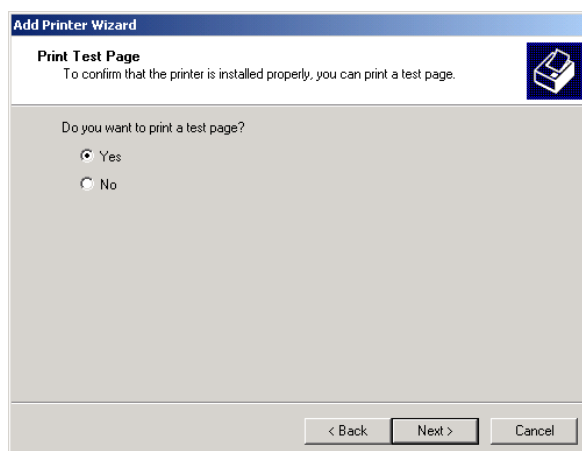 Add Printer Wizard
Print Test Page
To confirm that the printer is installed properly, you can print a test page.
Do you want to print a test page?
Yes
No
< Back Next > Cancel